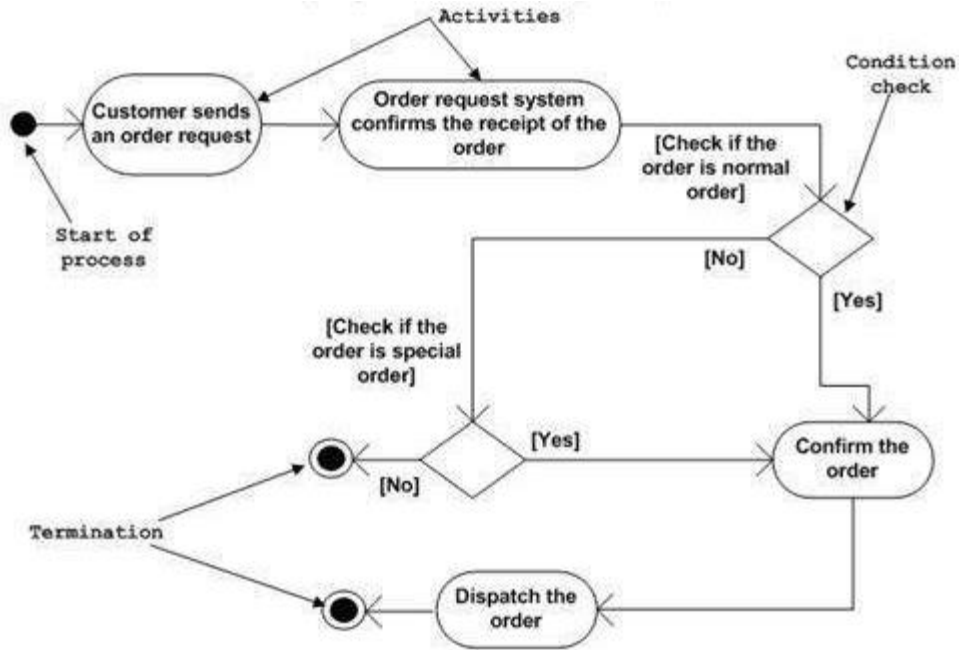 Activities
Condition
check
Customer sends
an order request
Order request system
confirms the receipt of the
order
[Check if the
order is normal
order]
Start of
process
[No]
[Yes]
[Check if the
order is special
order]
[Yes]
[No]
Confirm the
order
Termination
Dispatch the
order